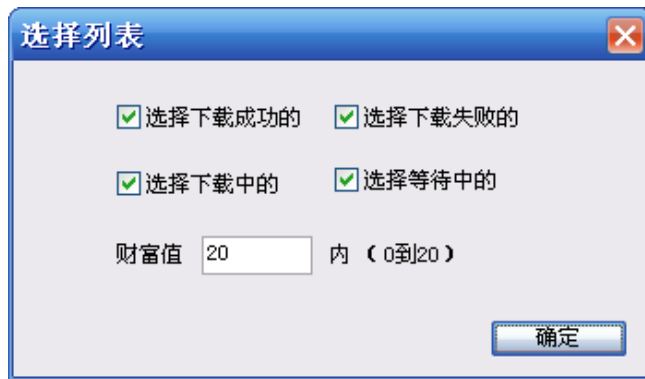 选择列表
选择下载成功的 选择下载失败的
选择下载中的 选择等待中的
财富值 20 内 (0到20)
确定